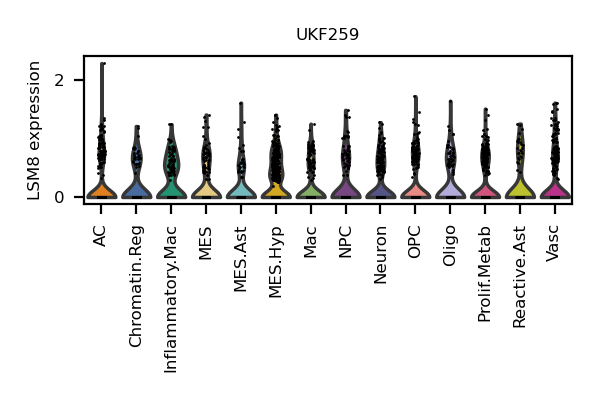 UKF259
LSM8 expression
2
0
AC
Chromatin.Reg
Inflammatory.Mac
MES
MES.Ast
MES.Hyp
Mac
NPC
Neuron
OPC
Oligo
Prolif.Metab
Reactive.Ast
Vasc